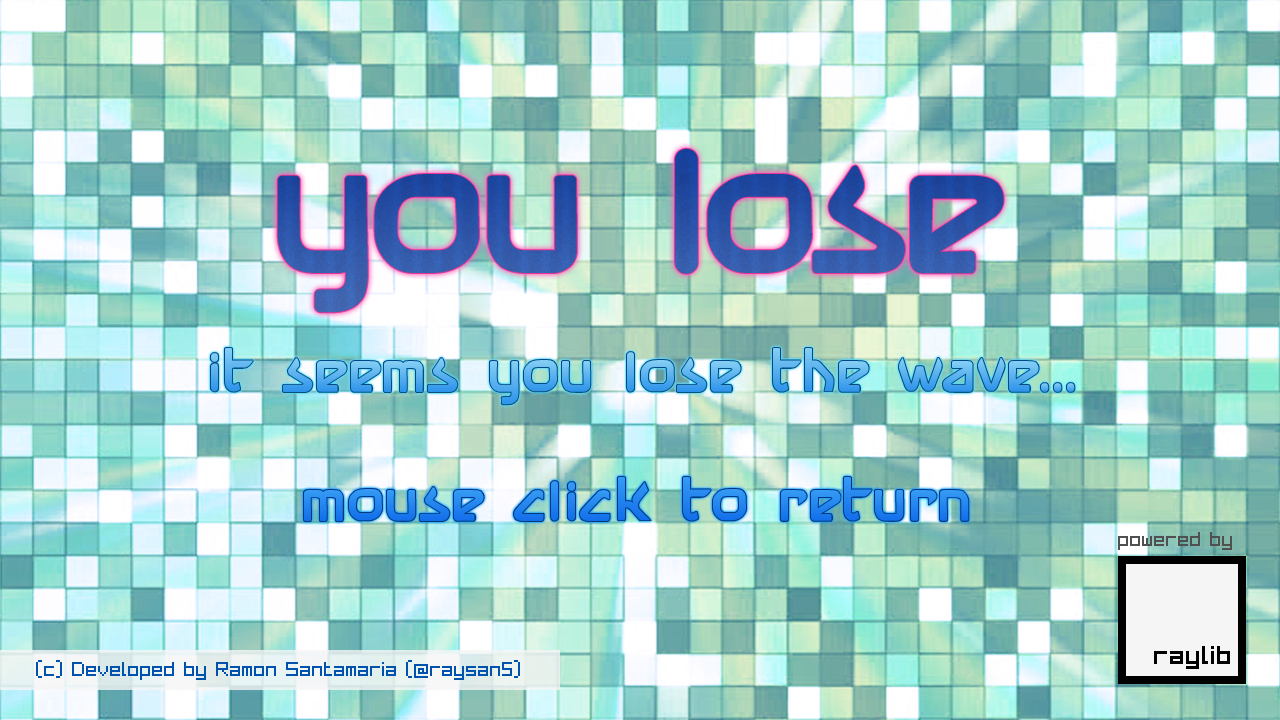 you lose
it seems you lose the wave...
mouse click to return
powered by
raylib
(c) Developed by Ramon Santamaria (@raysan5)